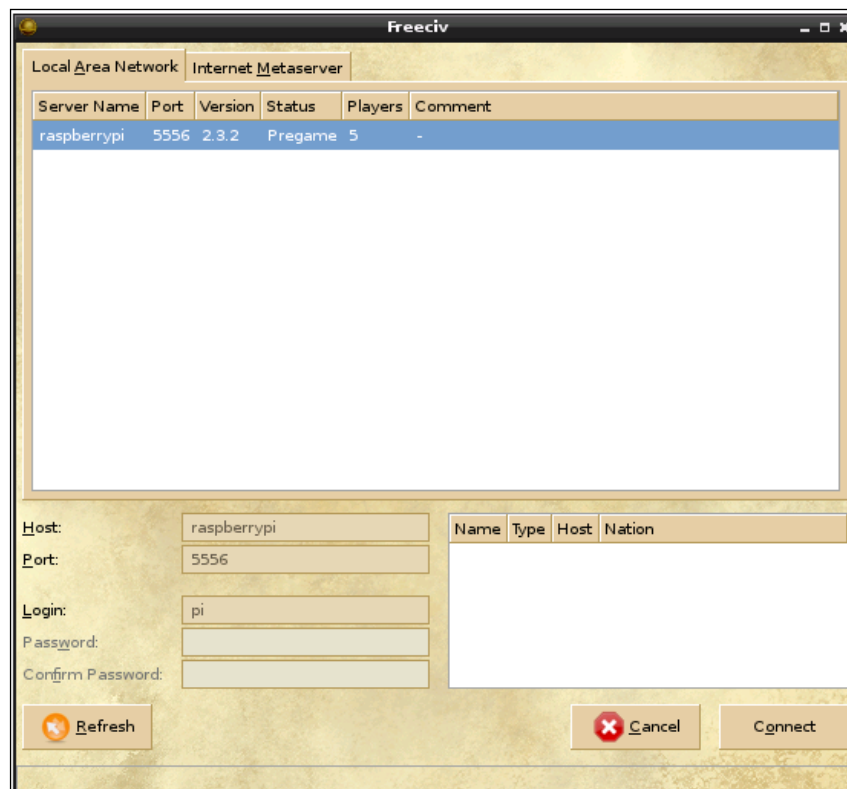 Freeciv
Local Area Network Internet Metaserver
Server Name Port Version Status Players Comment
raspberrypi 5556 2.3.2 Pregame 5 -
Host: raspberrypi
Port: 5556
Login: pi
Password:
Confirm Password:
Name Type Host Nation
Refresh Cancel Connect